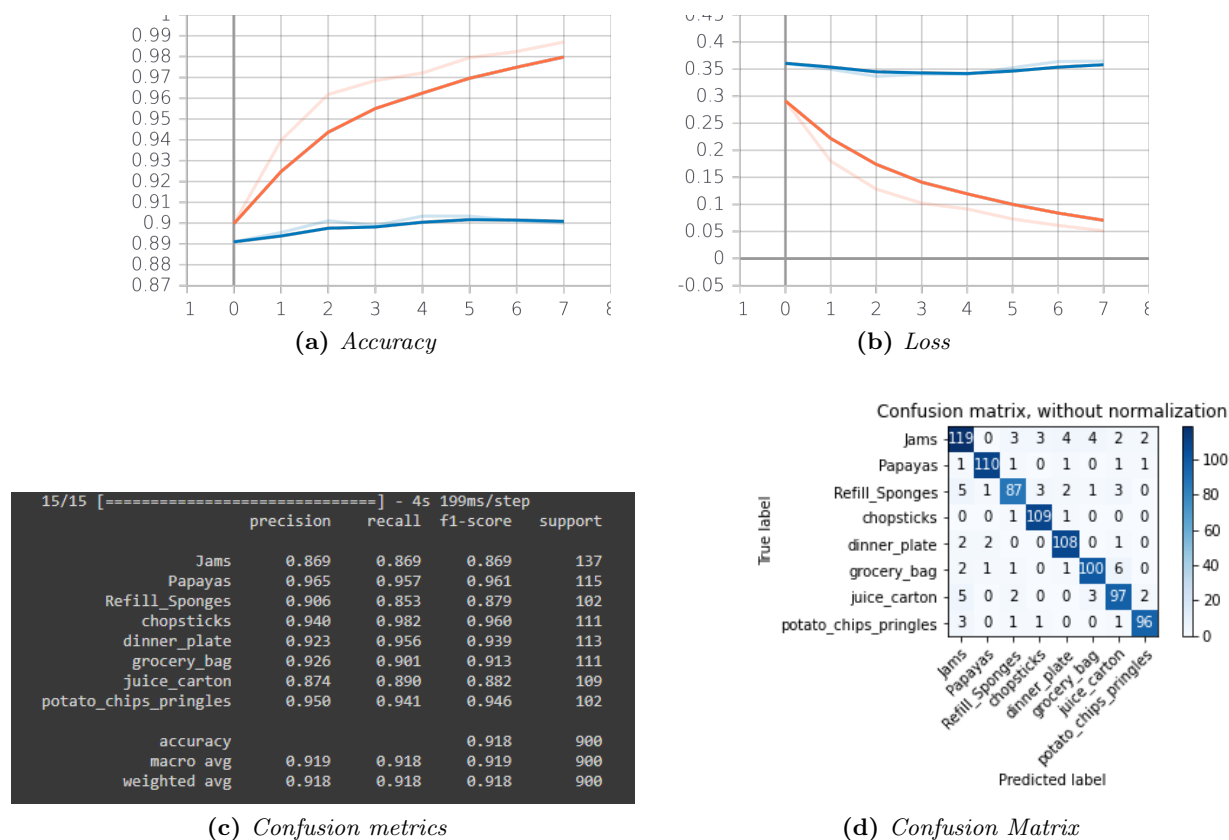 1
0.99
0.98
0.97
0.96
0.95
0.94
0.93
0.92
0.91
0.9
0.89
0.88
0.87
1 0 1 2 3 4 5 6 7 8
(a) Accuracy
0.45
0.4
0.35
0.3
0.25
0.2
0.15
0.1
0.05
0
-0.05
1 0 1 2 3 4 5 6 7 8
(b) Loss
15/15 [==============================] - 4s 199ms/step
precision recall f1-score support
Jams 0.869 0.869 0.869 137
Papayas 0.965 0.957 0.961 115
Refill_Sponges 0.906 0.853 0.879 102
chopsticks 0.940 0.982 0.960 111
dinner_plate 0.923 0.956 0.939 113
grocery_bag 0.926 0.901 0.913 111
juice_carton 0.874 0.890 0.882 109
potato_chips_pringles 0.950 0.941 0.946 102
accuracy 0.918 900
macro avg 0.919 0.918 0.919 900
weighted avg 0.918 0.918 0.918 900
(c) Confusion metrics
Confusion matrix, without normalization
True label
Jams 119 0 3 3 4 4 2 2
Papayas 1 110 1 0 1 0 1 1
Refill_Sponges 5 1 87 3 2 1 3 0
chopsticks 0 0 1 109 1 0 0 0
dinner_plate 2 2 0 0 108 0 1 0
grocery_bag 2 1 1 0 1 100 6 0
juice_carton 5 0 2 0 0 3 97 2
potato_chips_pringles 3 0 1 1 0 0 1 96
Jams
Papayas
Refill_Sponges
chopsticks
dinner_plate
grocery_bag
juice_carton
potato_chips_pringles
Predicted label
100
80
60
40
20
0
(d) Confusion Matrix